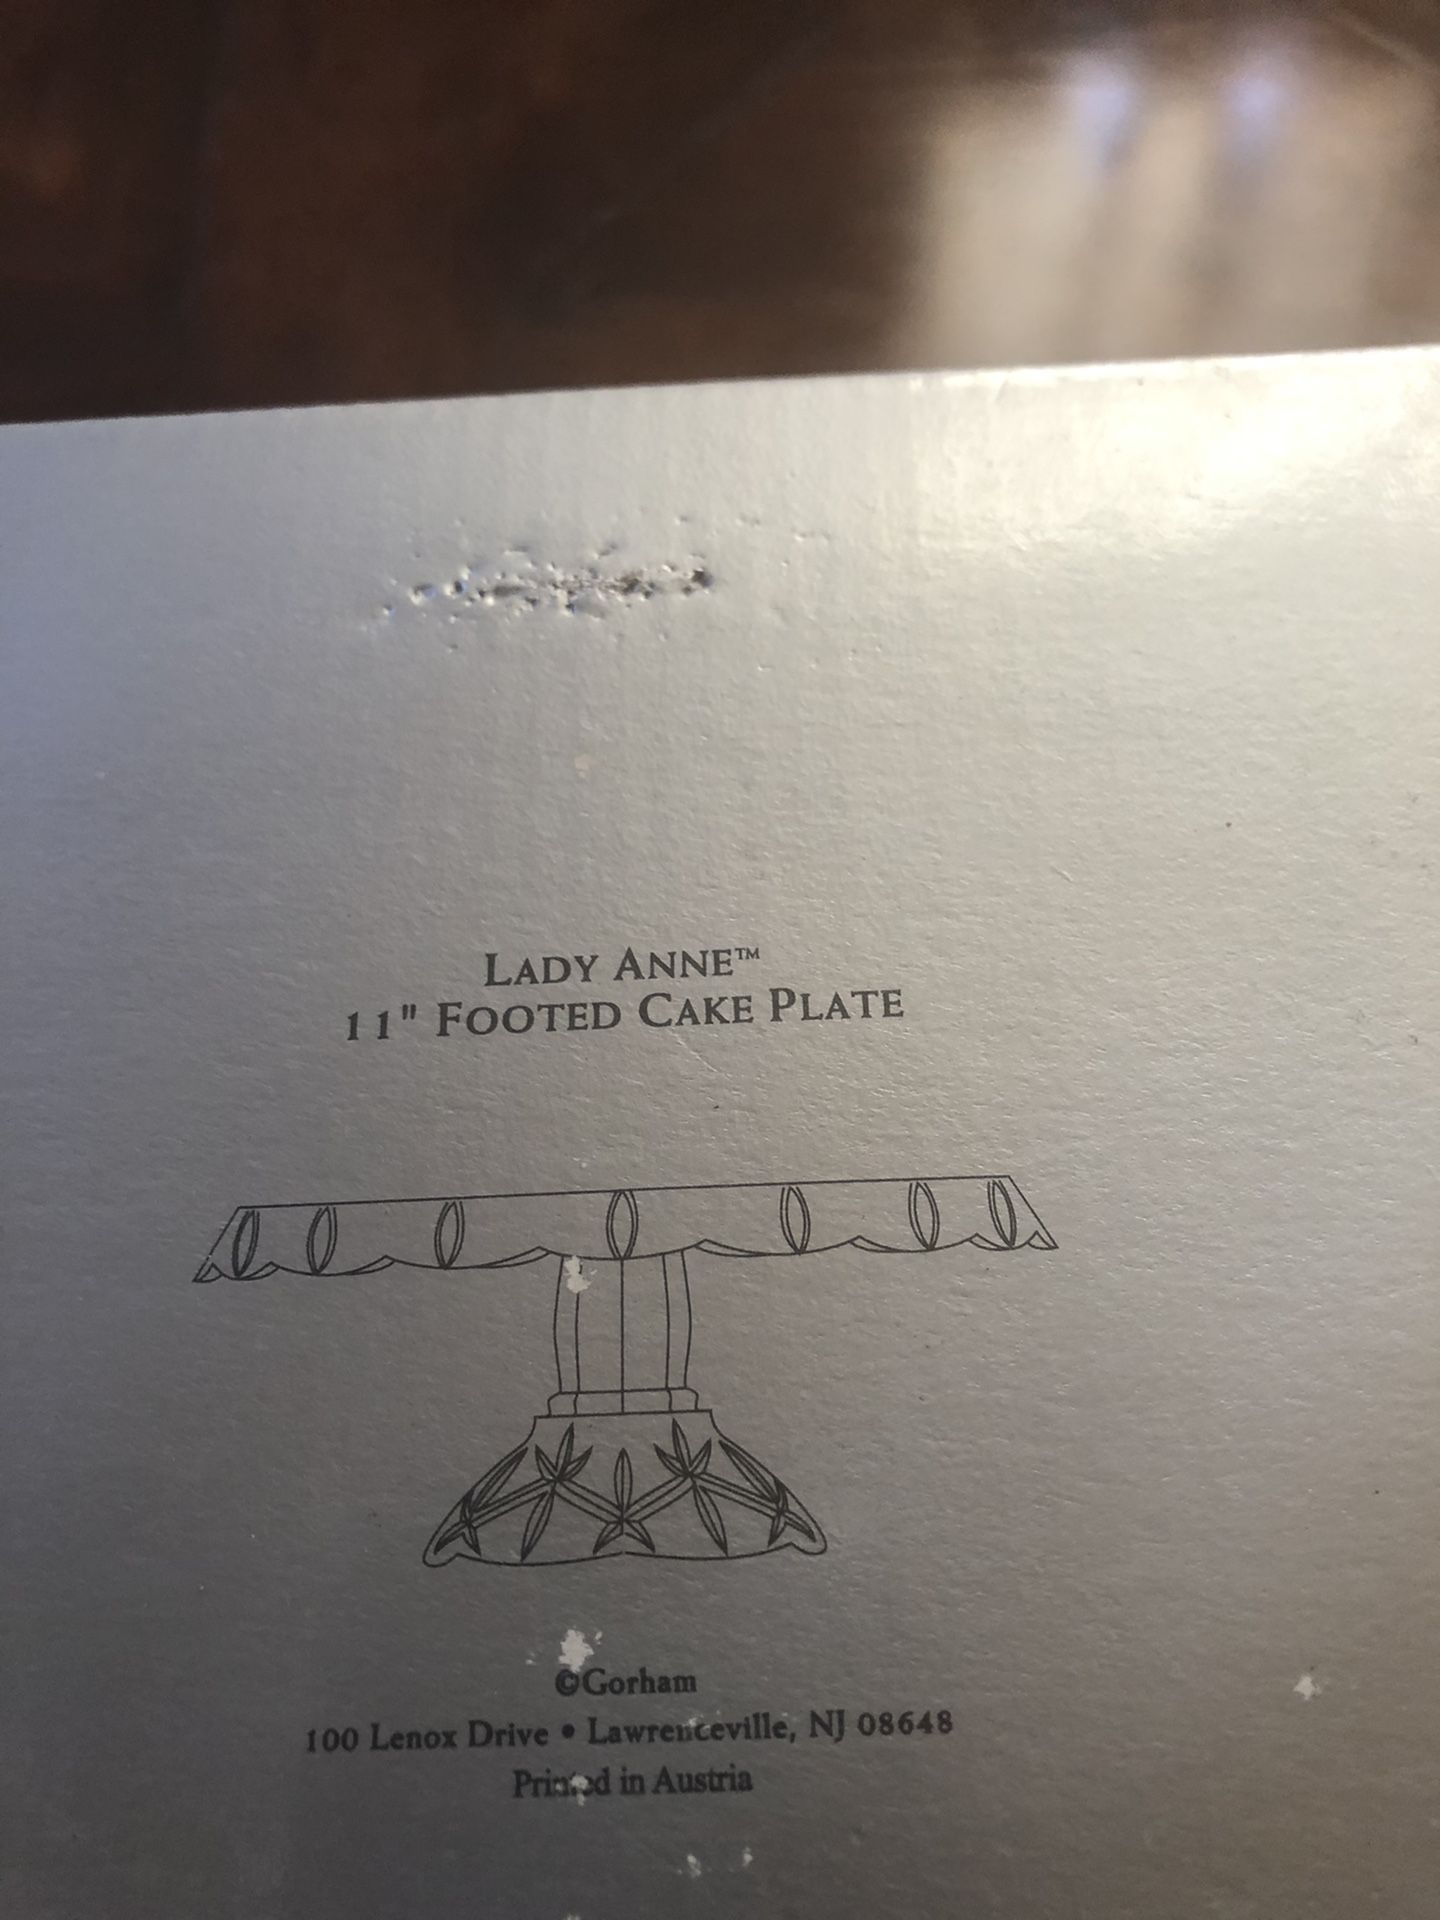 LADY ANNE™
11" FOOTED CAKE PLATE
©Gorham
100 Lenox Drive • Lawrenceville, NJ 08648
Printed in Austria